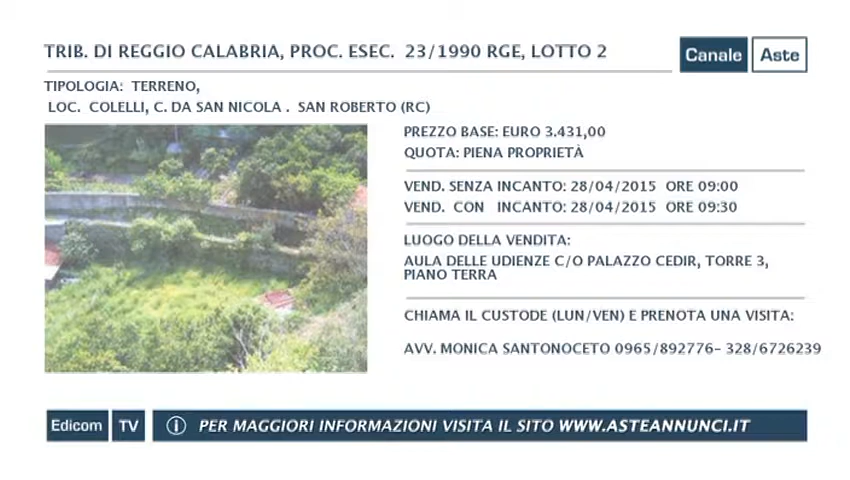 TRIB. DI REGGIO CALABRIA, PROC. ESEC. 23/1990 RGE, LOTTO 2
Canale Aste
TIPOLOGIA: TERRENO,
LOC. COLELLI, C. DA SAN NICOLA . SAN ROBERTO (RC)
PREZZO BASE: EURO 3.431,00
QUOTA: PIENA PROPRIETÀ
VEND. SENZA INCANTO: 28/04/2015 ORE 09:00
VEND. CON INCANTO: 28/04/2015 ORE 09:30
LUOGO DELLA VENDITA:
AULA DELLE UDIENZE C/O PALAZZO CEDIR, TORRE 3,
PIANO TERRA
CHIAMA IL CUSTODE (LUN/VEN) E PRENOTA UNA VISITA:
AVV. MONICA SANTONOCETO 0965/892776- 328/6726239
Edicom TV
i PER MAGGIORI INFORMAZIONI VISITA IL SITO WWW.ASTEANNUNCI.IT